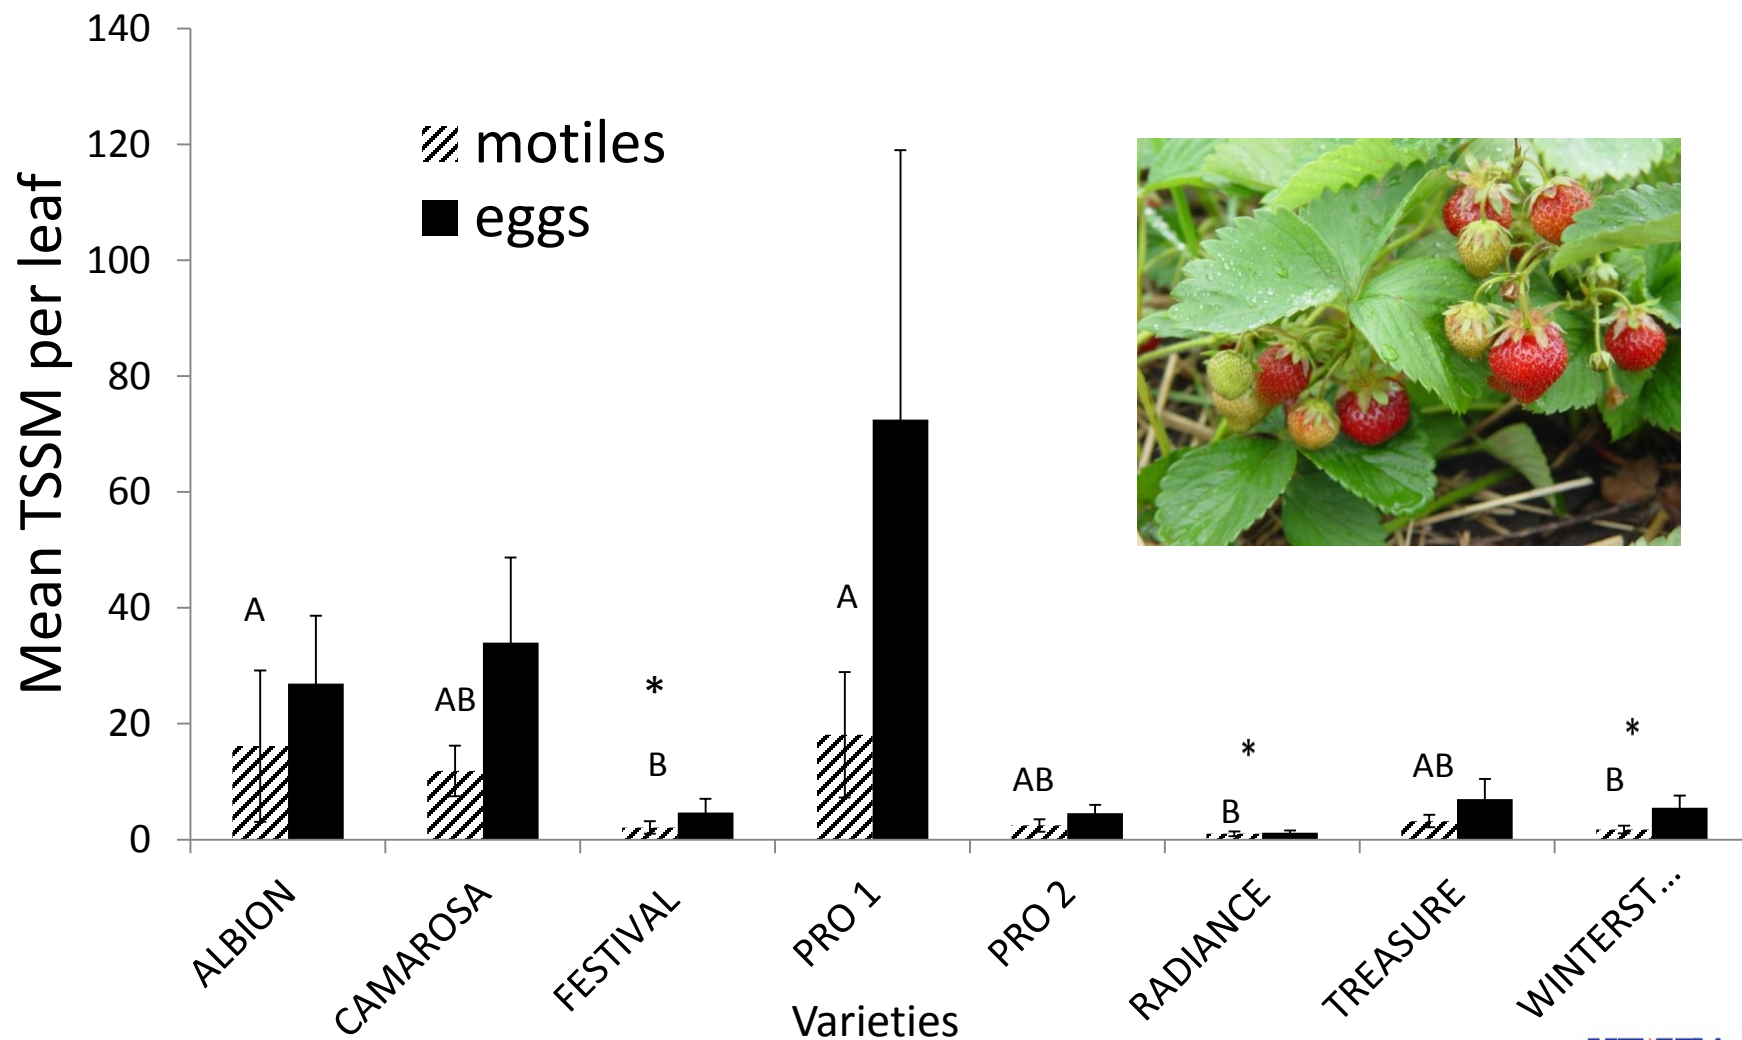 140
120
100
80
60
40
20
0
Mean TSSM per leaf
motiles
eggs
A
AB
*
B
A
AB
*
B
AB
*
B
ALBION
CAMAROSA
FESTIVAL
PRO 1
PRO 2
RADIANCE
TREASURE
WINTERST...
Varieties